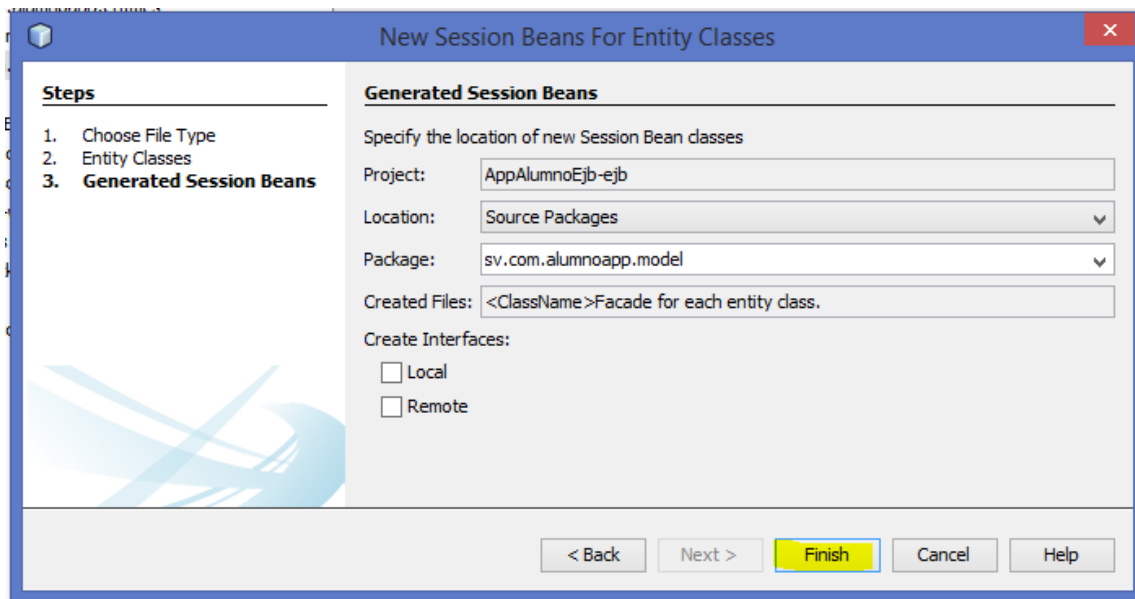 New Session Beans For Entity Classes
Steps
1. Choose File Type
2. Entity Classes
3. Generated Session Beans
Generated Session Beans
Specify the location of new Session Bean classes
Project: AppAlumnoEjb-ejb
Location: Source Packages
Package: sv.com.alumnoapp.model
Created Files: <ClassName>Facade for each entity class.
Create Interfaces:
Local
Remote
< Back Next > Finish Cancel Help